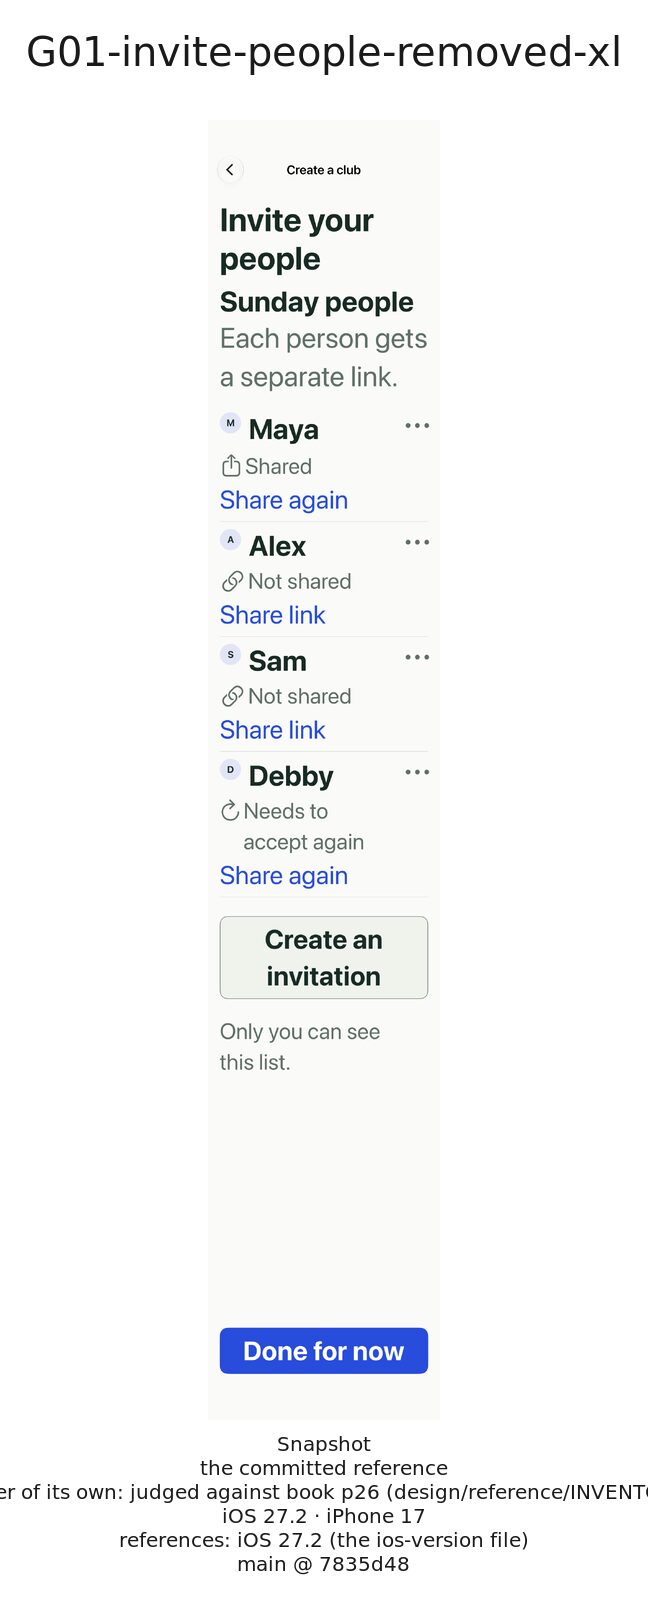 G01-invite-people-removed-xl
Create a club
Invite your
people
Sunday people
Each person gets
a separate link.
M Maya
Shared
Share again
A Alex
Not shared
Share link
S Sam
Not shared
Share link
D Debby
Needs to
accept again
Share again
Create an
invitation
Only you can see
this list.
Done for now
Snapshot
the committed reference
of its own: judged against book p26 (design/reference/
iOS 27.2 · iPhone 17
references: iOS 27.2 (the ios-version file)
main @ 7835d48